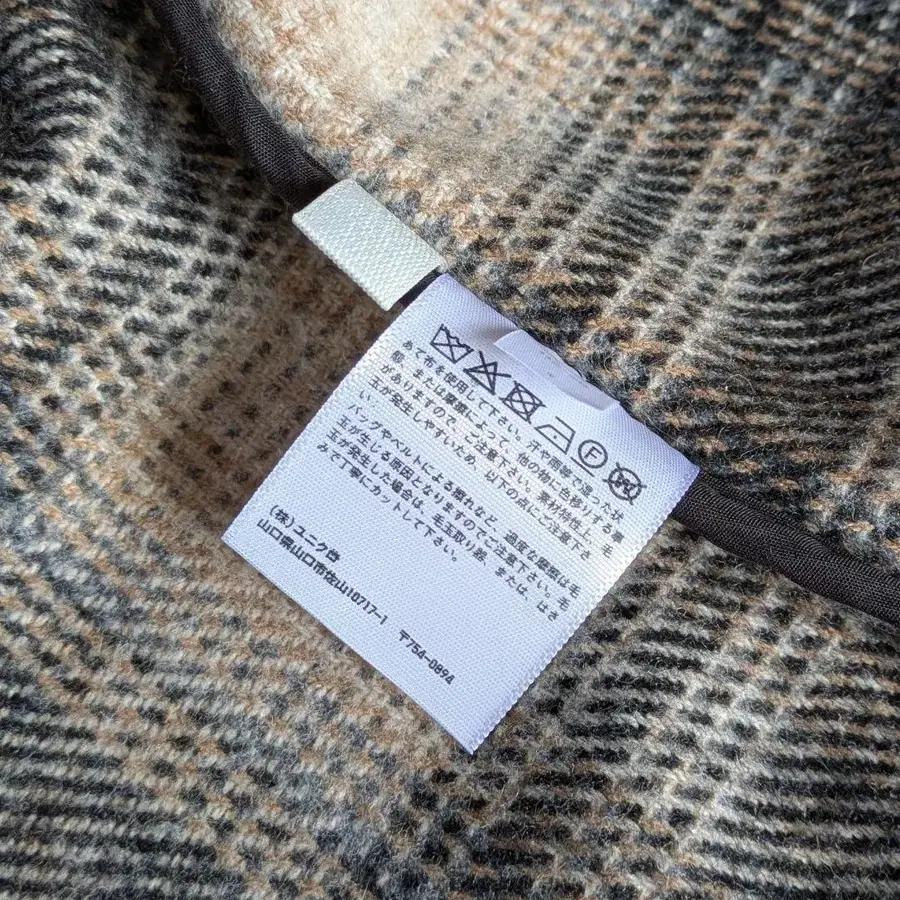 あて布を使用して下さい。汗や雨等で湿った状
態、または摩擦によって、他の物に色移りする事
がありますので、ご注意下さい。素材特性上、毛
玉が発生しやすいため、以下の点にご注意下さ
い。
バッグやベルトによる擦れなど、過度な摩擦は毛
玉が生じる原因となりますのでご注意下さい。毛
玉が発生した場合は、毛玉取り機、または、はさ
みで丁寧にカットして下さい。
(株)ユニクロ
山口県山口市佐山10717-1 〒754-0894